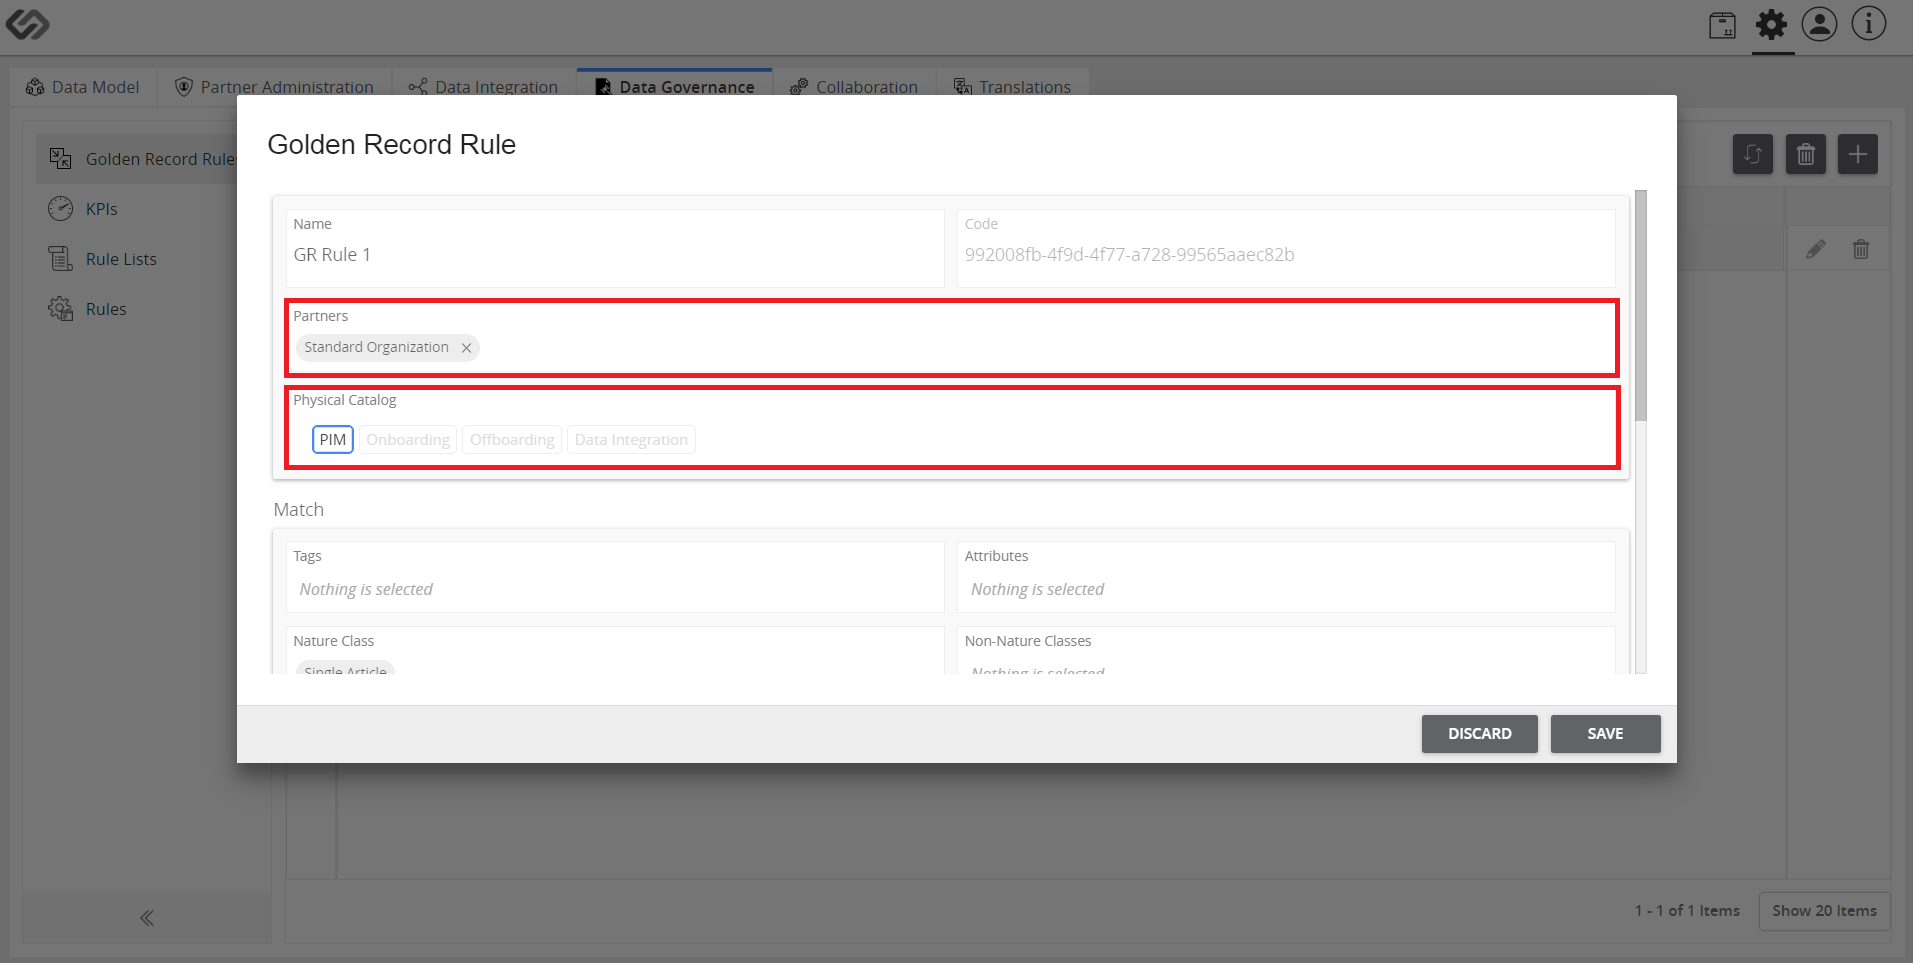 Data Model
Partner Administration
Data Integration
Data Governance
Collaboration
Translations
Golden Record Rule
KPIs
Rule Lists
Rules
Golden Record Rule
Name
GR Rule 1
Code
992008fb-4f9d-4f77-a728-99565aaec82b
Partners
Standard Organization
Physical Catalog
PIM Onboarding Offboarding Data Integration
Match
Tags
Nothing is selected
Attributes
Nothing is selected
Nature Class
Single Article
Non-Nature Classes
Nothing is selected
DISCARD
SAVE
1 - 1 of 1 Items
Show 20 Items